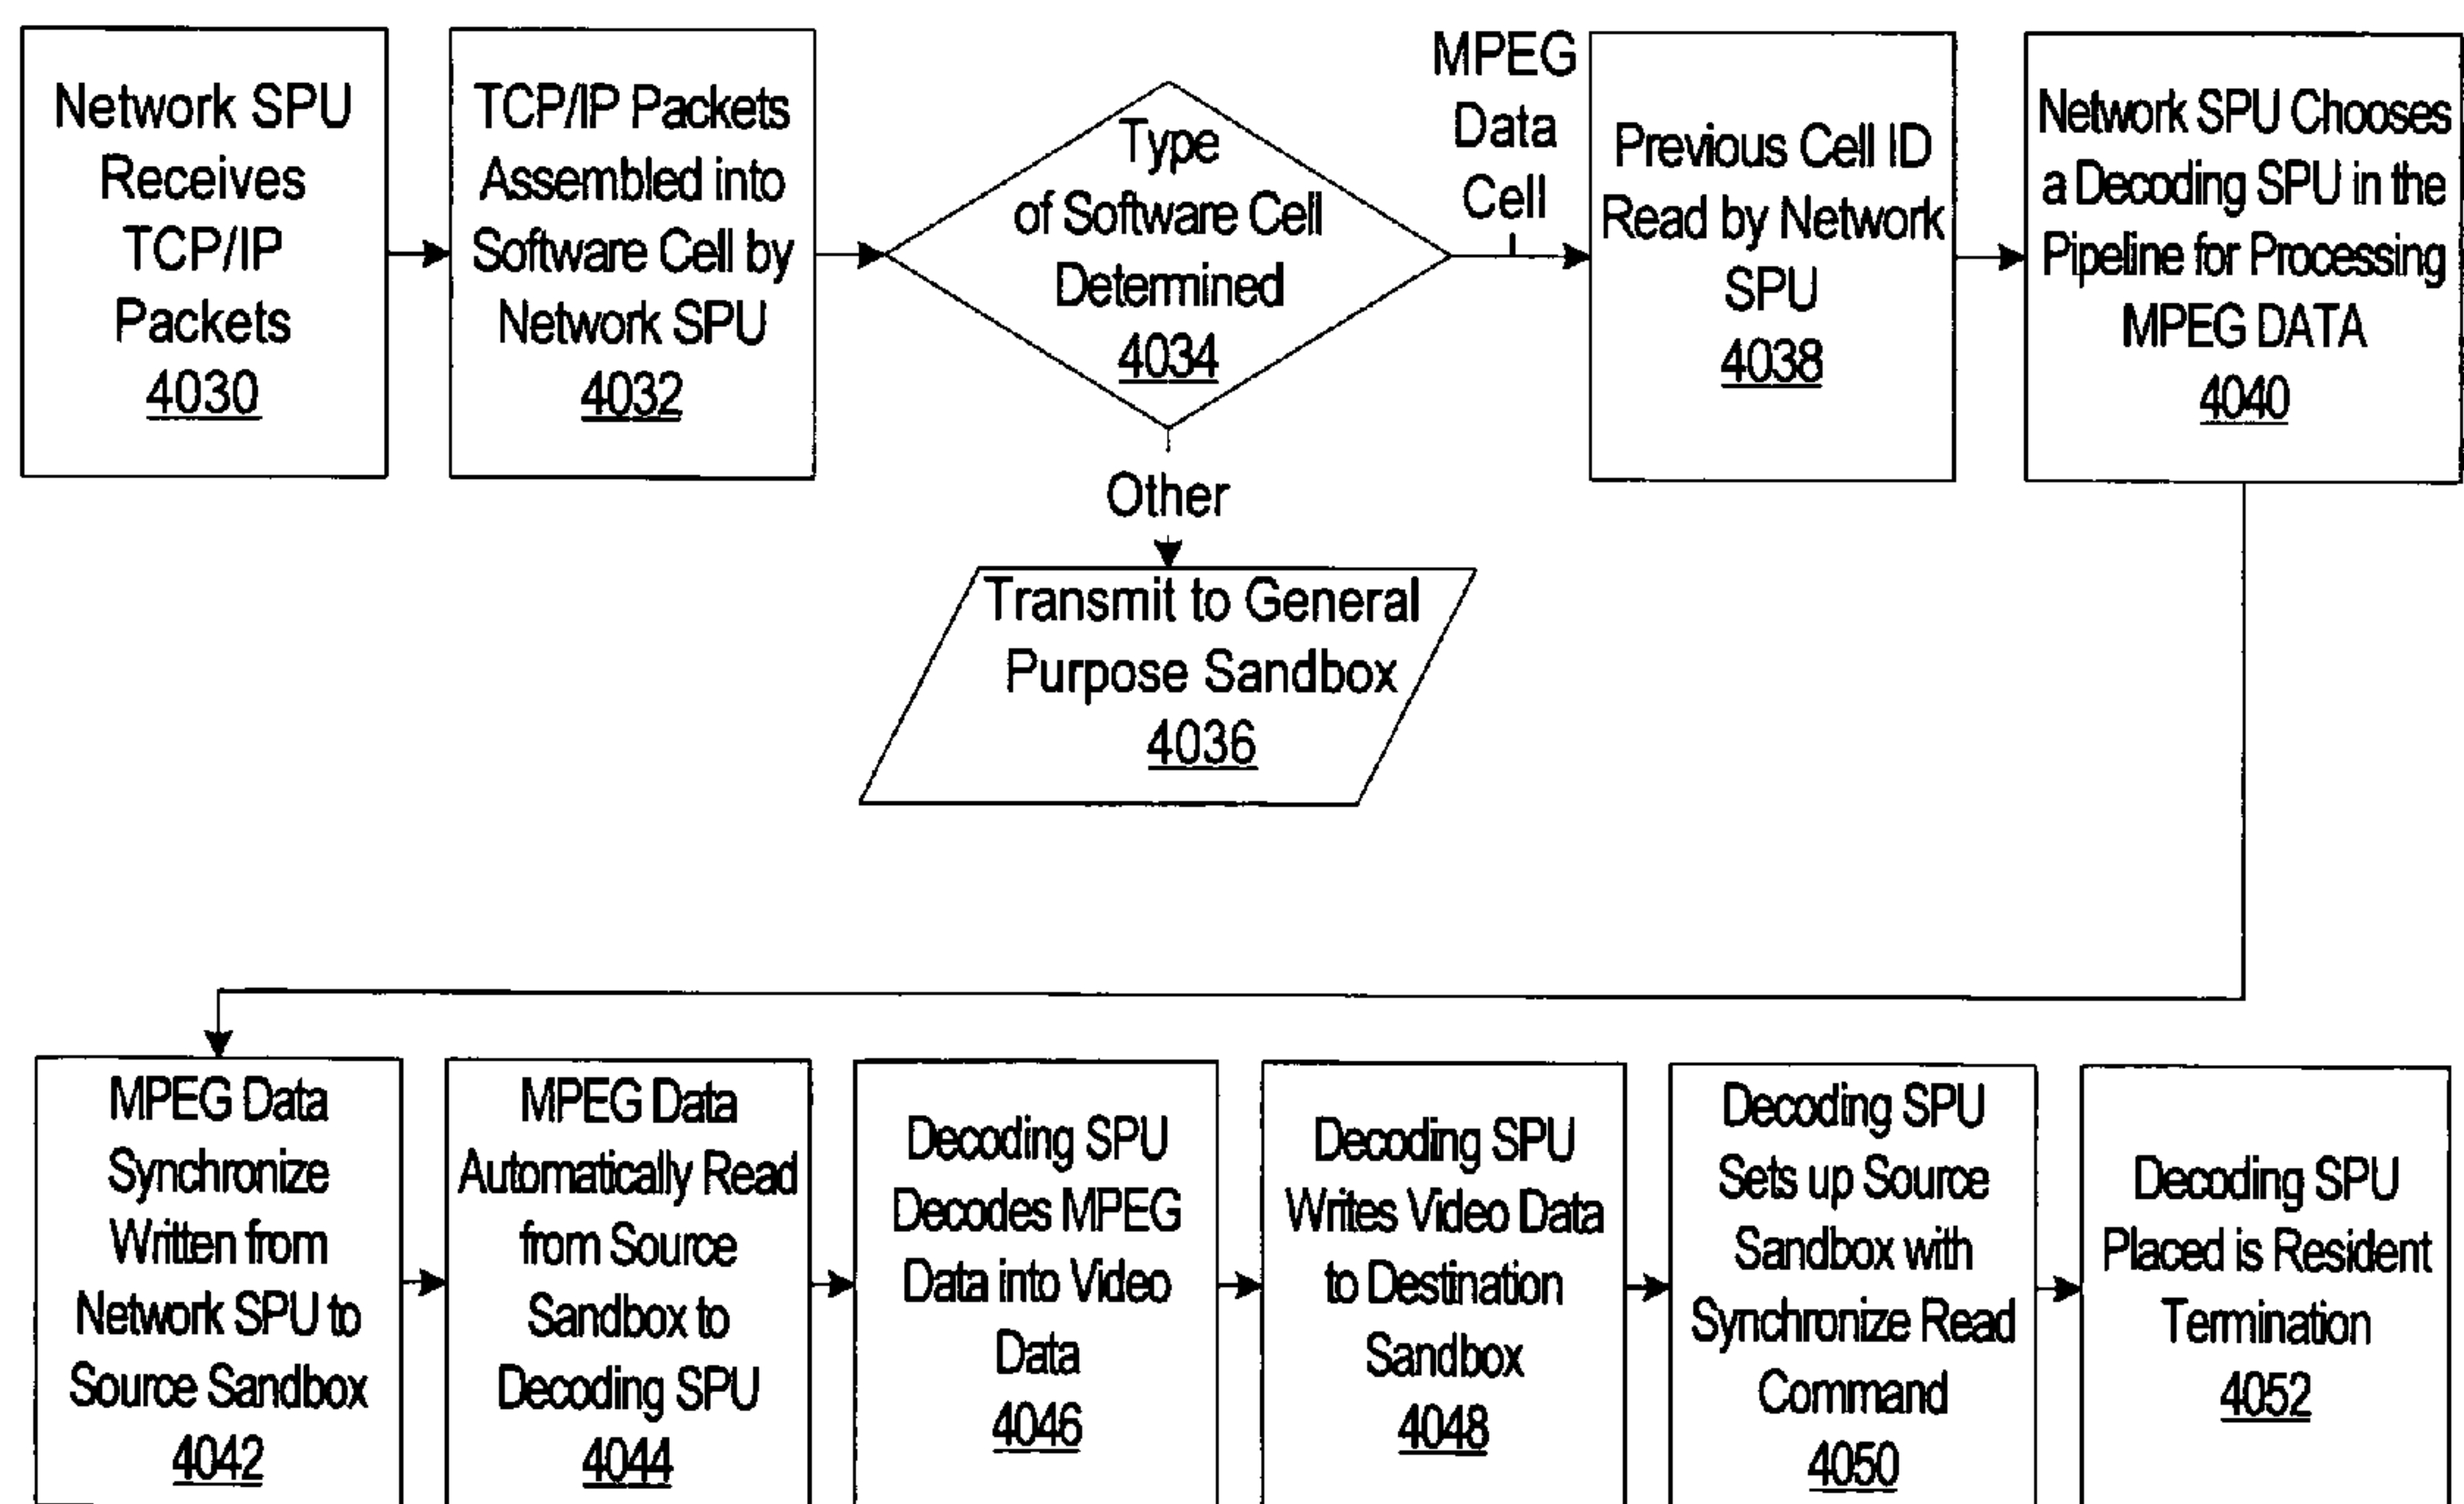 Network SPU
Receives
TCP/IP
Packets
4030
TCP/IP Packets
Assembled into
Software Cell by
Network SPU
4032
Type
of Software Cell
Determined
4034
MPEG
Data
Cell
Previous Cell ID
Read by Network
SPU
4038
Network SPU Chooses
a Decoding SPU in the
Pipeline for Processing
MPEG DATA
4040
Other
Transmit to General
Purpose Sandbox
4036
MPEG Data
Synchronize
Written from
Network SPU to
Source Sandbox
4042
MPEG Data
Automatically Read
from Source
Sandbox to
Decoding SPU
4044
Decoding SPU
Decodes MPEG
Data into Video
Data
4046
Decoding SPU
Writes Video Data
to Destination
Sandbox
4048
Decoding SPU
Sets up Source
Sandbox with
Synchronize Read
Command
4050
Decoding SPU
Placed is Resident
Termination
4052